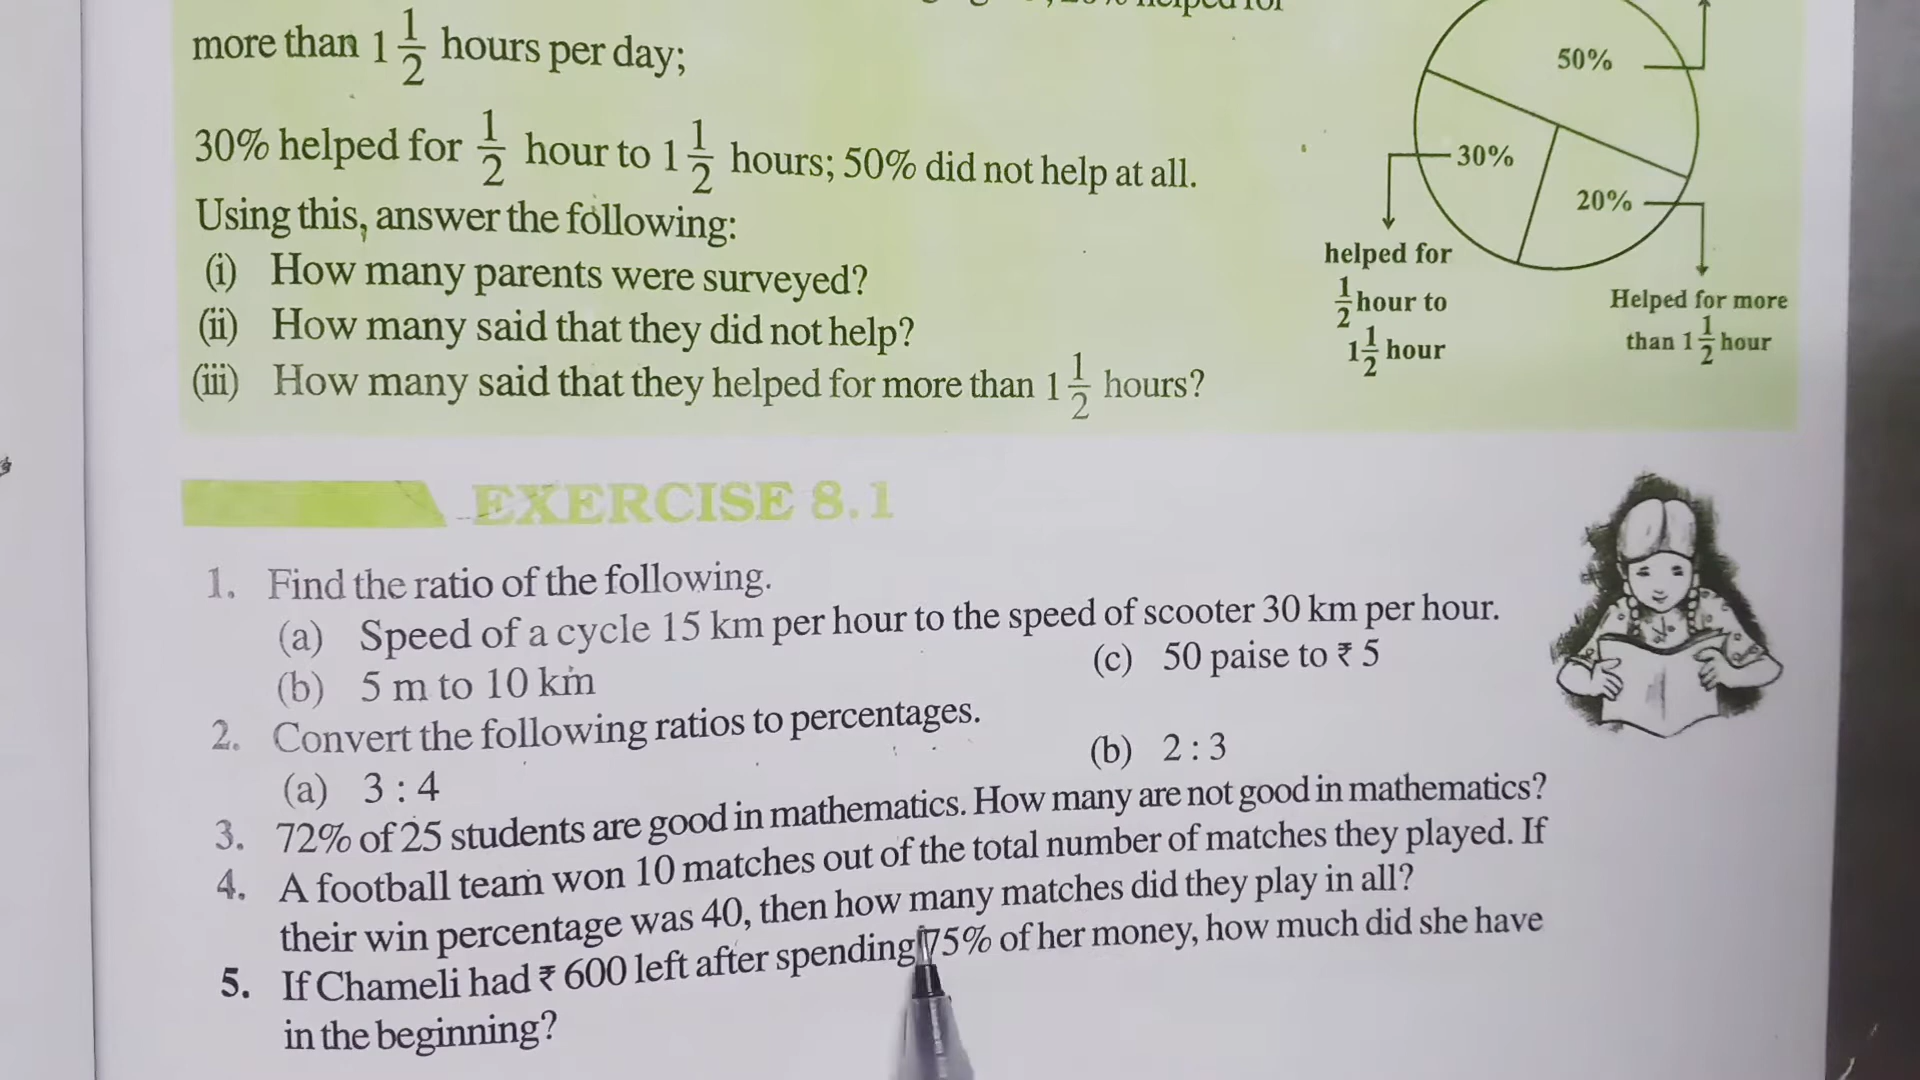 helped for
more than 1 1/2 hours per day;
30% helped for 1/2 hour to 1 1/2 hours; 50% did not help at all.
Using this, answer the following:
(i) How many parents were surveyed?
(ii) How many said that they did not help?
(iii) How many said that they helped for more than 1 1/2 hours?
50%
30%
20%
helped for
1/2 hour to
1 1/2 hour
Helped for more
than 1 1/2 hour
EXERCISE 8.1
1. Find the ratio of the following.
(a) Speed of a cycle 15 km per hour to the speed of scooter 30 km per hour.
(b) 5 m to 10 km (c) 50 paise to ₹ 5
2. Convert the following ratios to percentages.
(a) 3 : 4 (b) 2 : 3
3. 72% of 25 students are good in mathematics. How many are not good in mathematics?
4. A football team won 10 matches out of the total number of matches they played. If
their win percentage was 40, then how many matches did they play in all?
5. If Chameli had ₹ 600 left after spending 75% of her money, how much did she have
in the beginning?